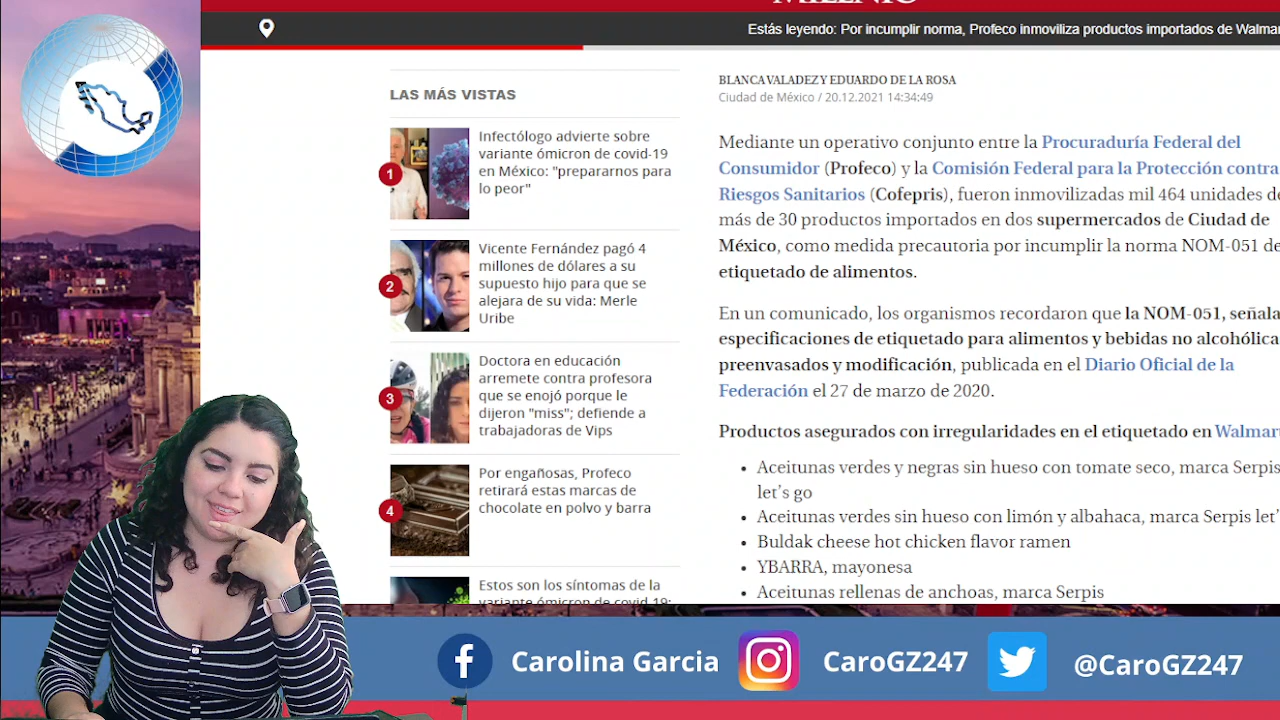 Estás leyendo: Por incumplir norma, Profeco inmoviliza productos importados de Walmar
LAS MÁS VISTAS
1
Infectólogo advierte sobre
variante ómicron de covid-19
en México: "prepararnos para
lo peor"
2
Vicente Fernández pagó 4
millones de dólares a su
supuesto hijo para que se
alejara de su vida: Merle
Uribe
3
Doctora en educación
arremete contra profesora
que se enojó porque le
dijeron "miss"; defiende a
trabajadoras de Vips
4
Por engañosas, Profeco
retirará estas marcas de
chocolate en polvo y barra
Estos son los síntomas de la
variante ómicron de covid-19:
BLANCA VALADEZ Y EDUARDO DE LA ROSA
Ciudad de México / 20.12.2021 14:34:49
Mediante un operativo conjunto entre la Procuraduría Federal del
Consumidor (Profeco) y la Comisión Federal para la Protección contra
Riesgos Sanitarios (Cofepris), fueron inmovilizadas mil 464 unidades de
más de 30 productos importados en dos supermercados de Ciudad de
México, como medida precautoria por incumplir la norma NOM-051 de
etiquetado de alimentos.
En un comunicado, los organismos recordaron que la NOM-051, señala
especificaciones de etiquetado para alimentos y bebidas no alcohólica
preenvasados y modificación, publicada en el Diario Oficial de la
Federación el 27 de marzo de 2020.
Productos asegurados con irregularidades en el etiquetado en Walmart
Aceitunas verdes y negras sin hueso con tomate seco, marca Serpis
let's go
Aceitunas verdes sin hueso con limón y albahaca, marca Serpis let'
Buldak cheese hot chicken flavor ramen
YBARRA, mayonesa
Aceitunas rellenas de anchoas, marca Serpis
Carolina Garcia
CaroGZ247
@CaroGZ247